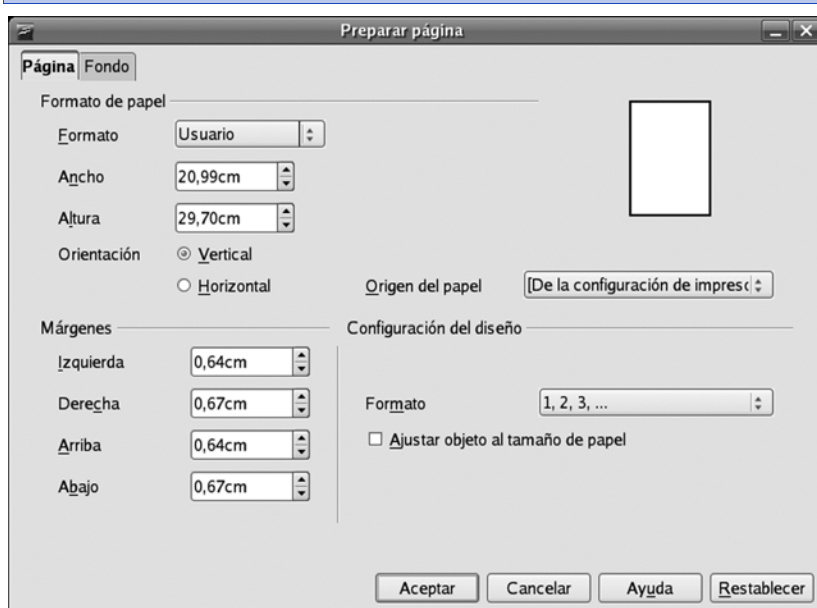 Preparar página
Página Fondo
Formato de papel
Formato Usuario
Ancho 20,99cm
Altura 29,70cm
Orientación Vertical
Horizontal Origen del papel [De la configuración de impres
Márgenes Configuración del diseño
Izquierda 0,64cm
Derecha 0,67cm Formato 1, 2, 3, ...
Arriba 0,64cm Ajustar objeto al tamaño de papel
Abajo 0,67cm
Aceptar Cancelar Ayuda Restablecer